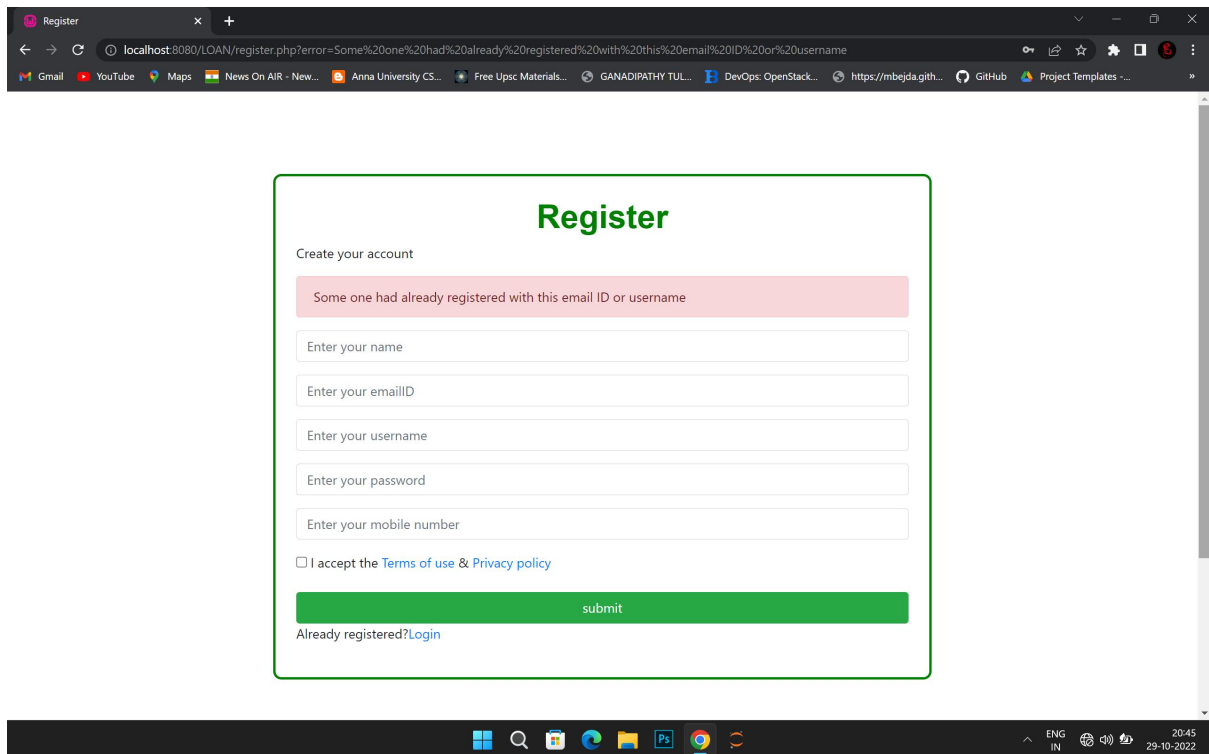 Register
localhost:8080/LOAN/register.php?error=Some%20one%20had%20already%20registered%20with%20this%20email%20ID%20or%20username
Gmail YouTube Maps News On AIR - New... Anna University CS... Free Upsc Materials... GANADIPATHY TUL... DevOps: OpenStack... https://mbejda.gith... GitHub Project Templates -... »
Register
Create your account
Some one had already registered with this email ID or username
Enter your name
Enter your emailID
Enter your username
Enter your password
Enter your mobile number
I accept the Terms of use & Privacy policy
submit
Already registered?Login
Ps
ENG 20:45
IN 29-10-2022